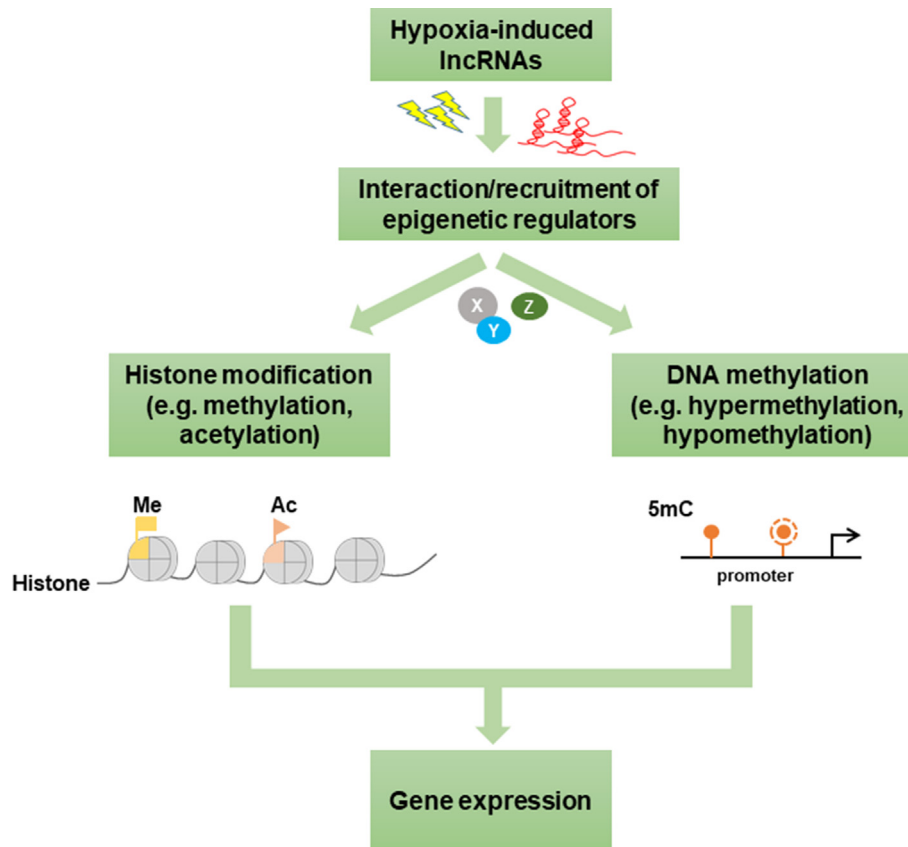 Hypoxia-induced
lncRNAs
Interaction/recruitment of
epigenetic regulators
X
Z
Y
Histone modification
(e.g. methylation,
acetylation)
DNA methylation
(e.g. hypermethylation,
hypomethylation)
Me
Ac
Histone
5mC
promoter
Gene expression